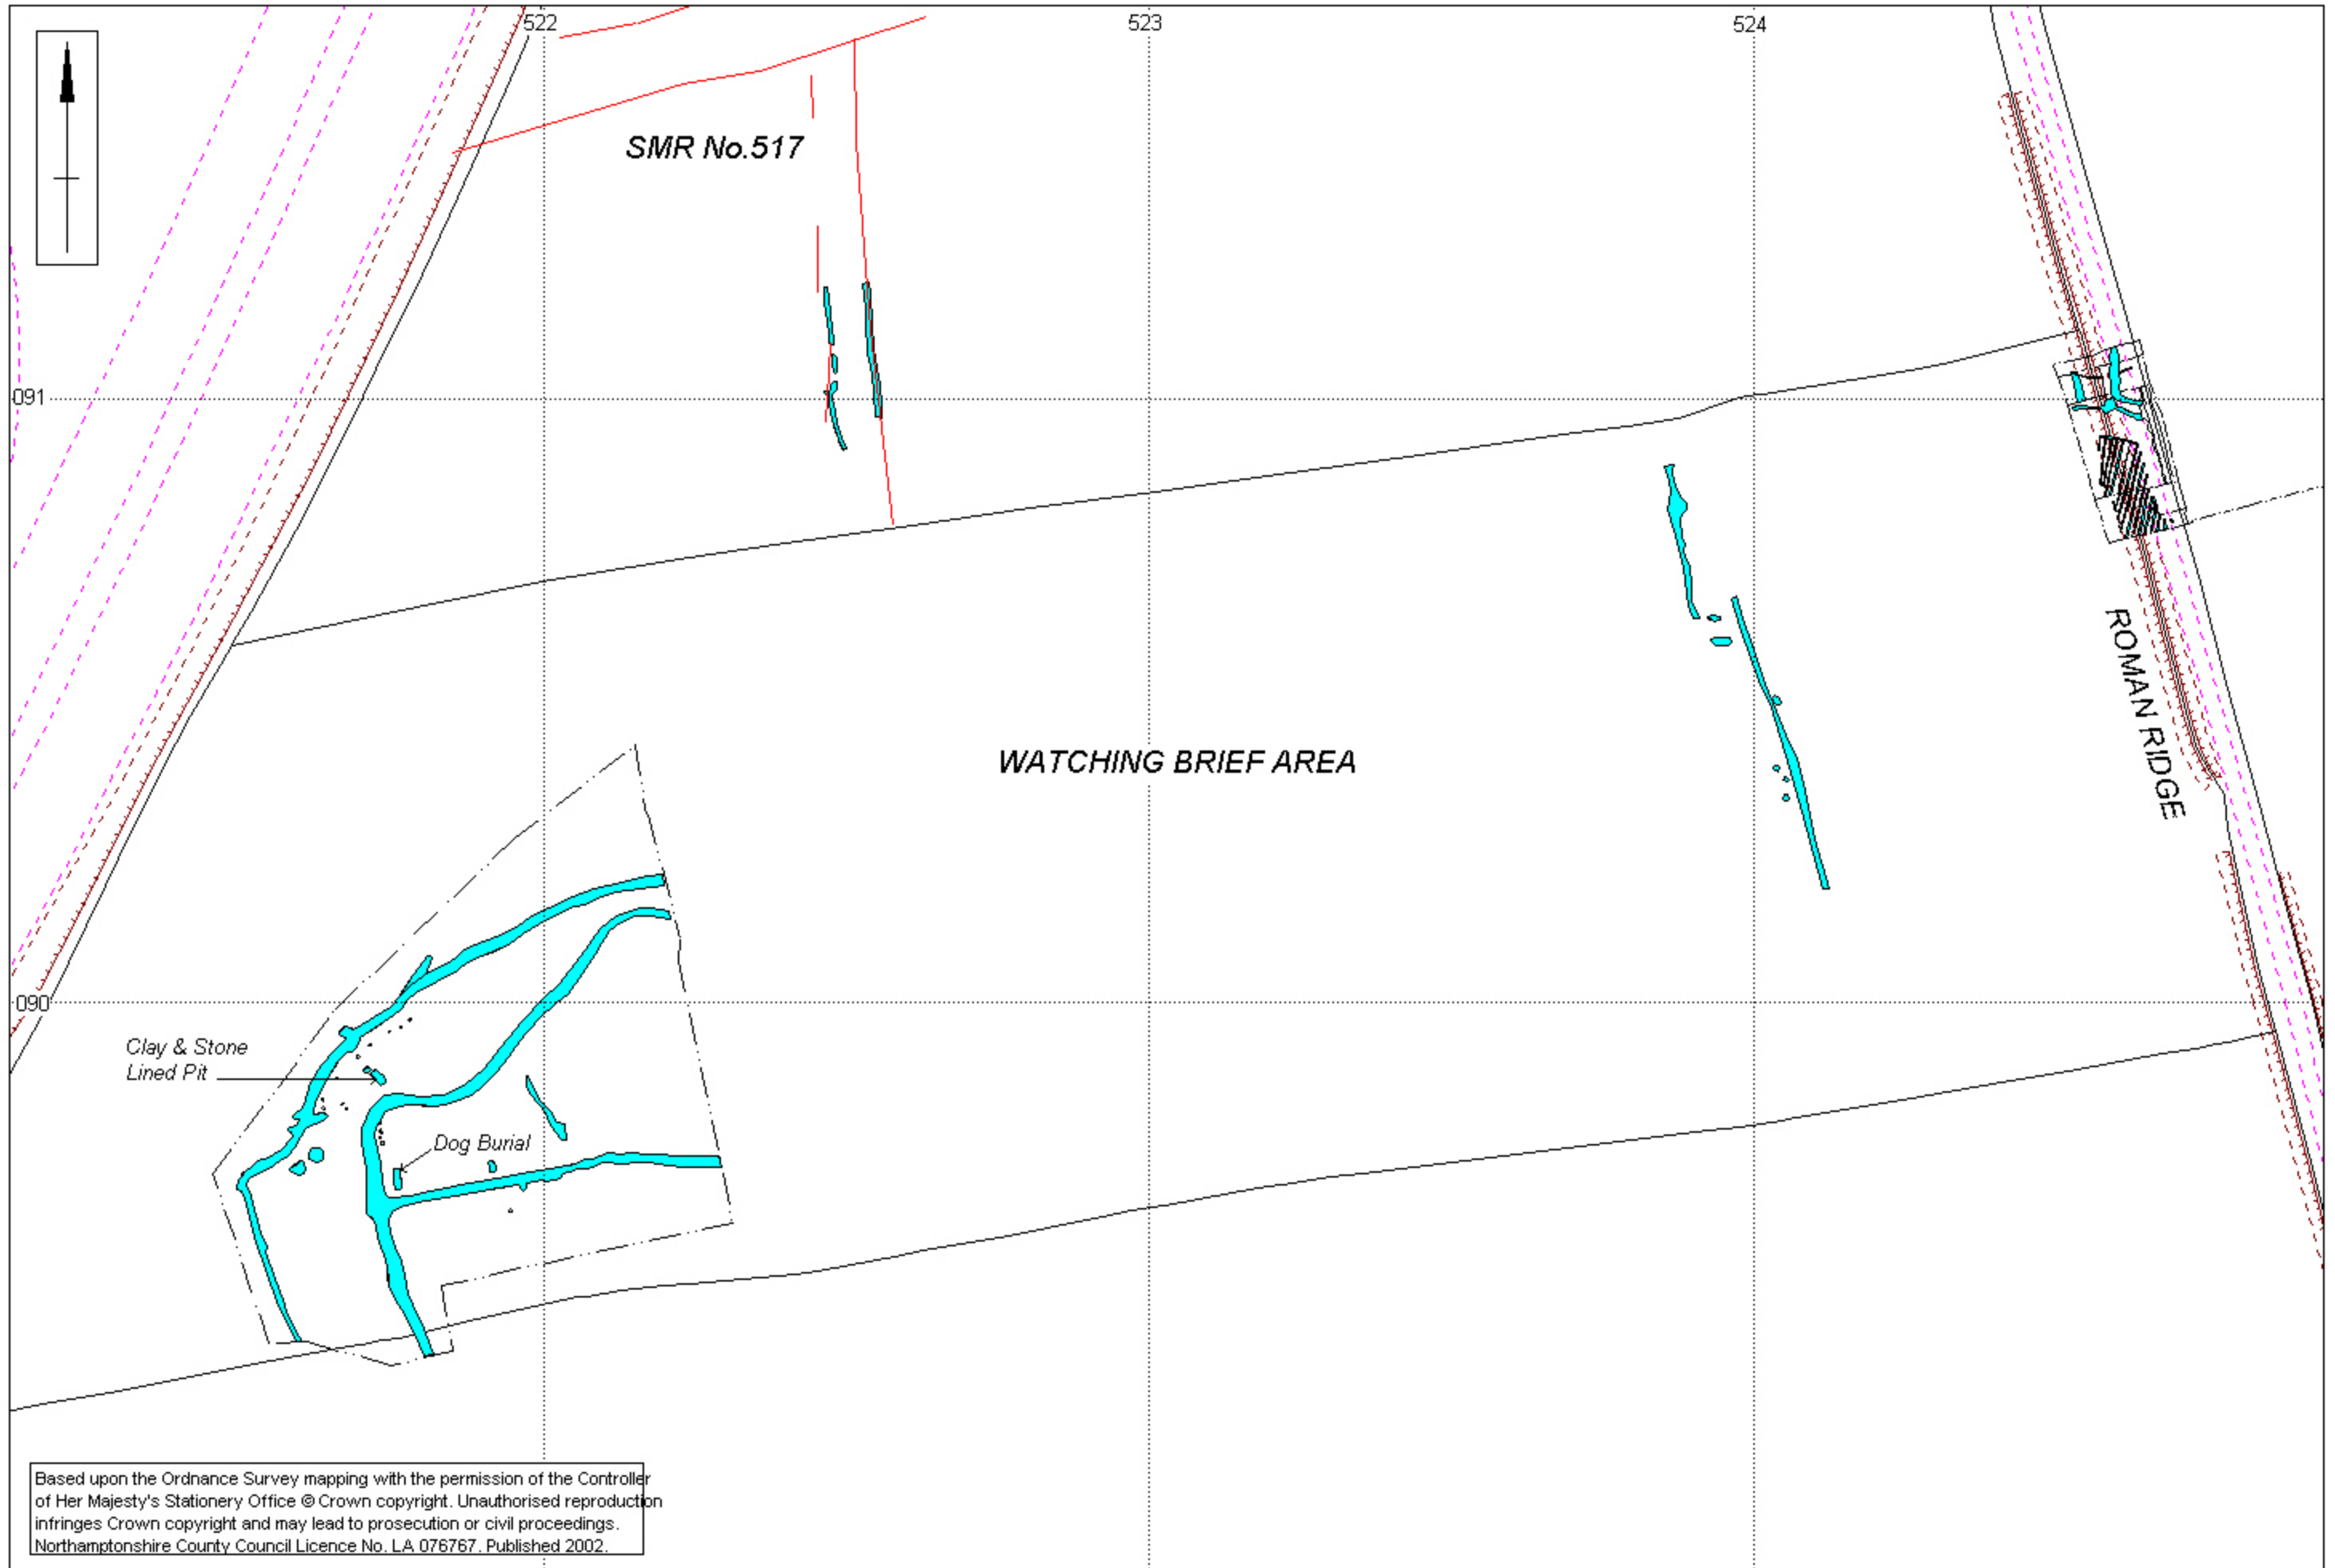 522
523
524
SMR No.517
091
ROMAN RIDGE
WATCHING BRIEF AREA
090
Clay & Stone
Lined Pit
Dog Burial
Based upon the Ordnance Survey mapping with the permission of the Controller
of Her Majesty's Stationery Office © Crown copyright. Unauthorised reproduction
infringes Crown copyright and may lead to prosecution or civil proceedings.
Northamptonshire County Council Licence No. LA 076767. Published 2002.